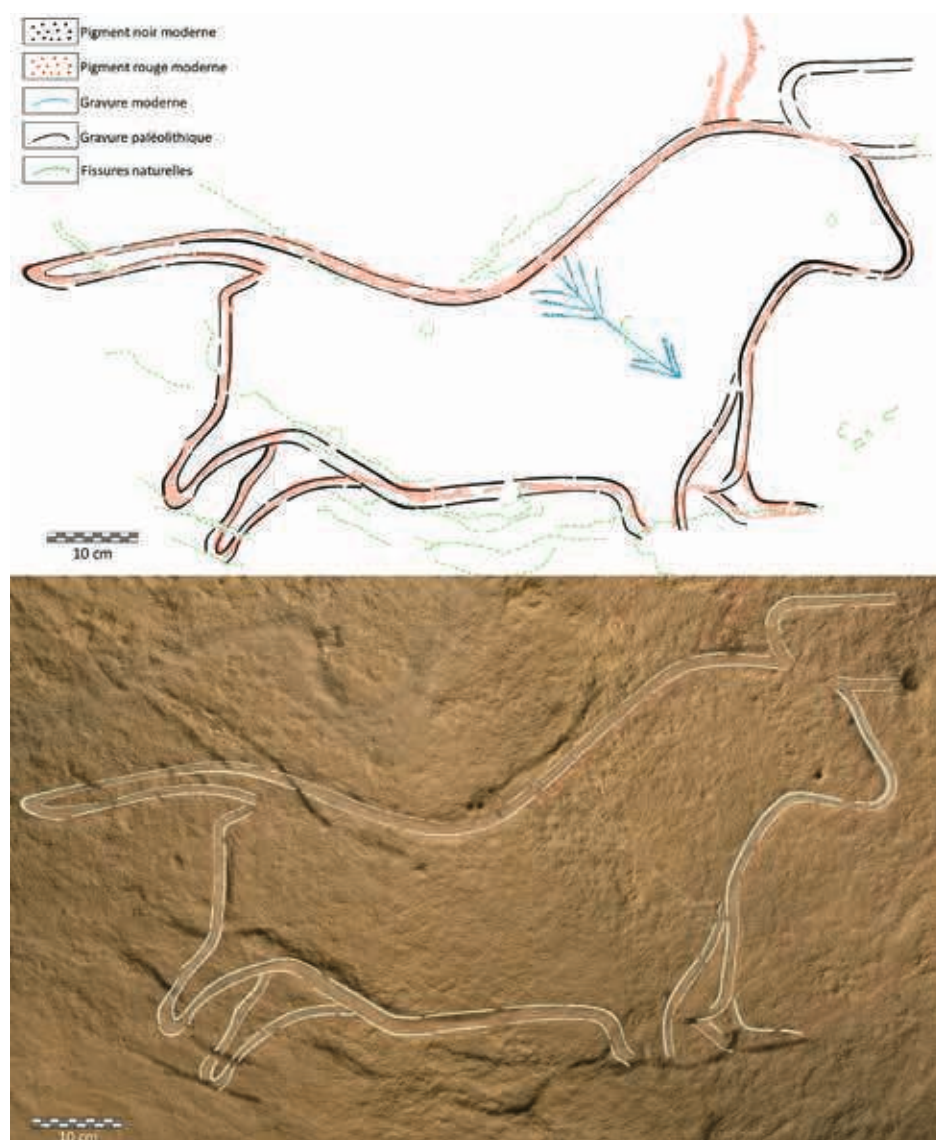 Pigment noir moderne
Pigment rouge moderne
Gravure moderne
Gravure paléolithique
Fissures naturelles
10 cm
10 cm